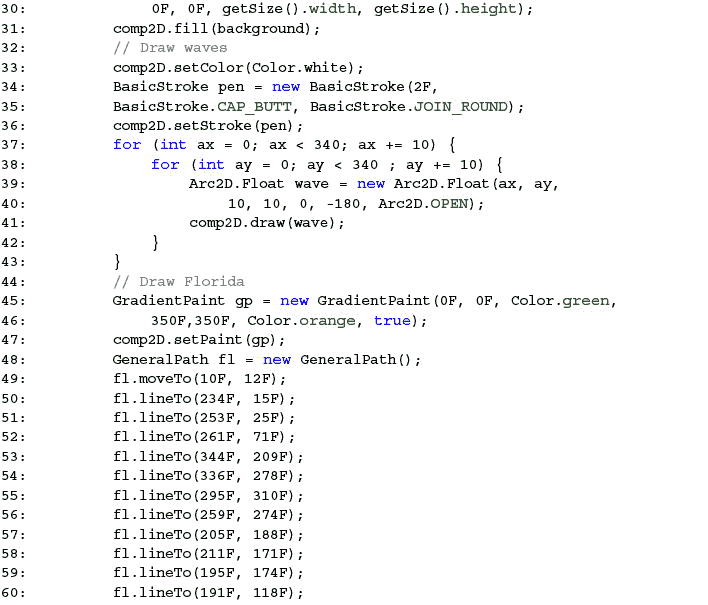 30:             0F, 0F, getSize().width, getSize().height);
31:         comp2D.fill(background);
32:         // Draw waves
33:         comp2D.setColor(Color.white);
34:         BasicStroke pen = new BasicStroke(2F,
35:         BasicStroke.CAP_BUTT, BasicStroke.JOIN_ROUND);
36:         comp2D.setStroke(pen);
37:         for (int ax = 0; ax < 340; ax += 10) {
38:             for (int ay = 0; ay < 340 ; ay += 10) {
39:                 Arc2D.Float wave = new Arc2D.Float(ax, ay,
40:                     10, 10, 0, -180, Arc2D.OPEN);
41:                 comp2D.draw(wave);
42:             }
43:         }
44:         // Draw Florida
45:         GradientPaint gp = new GradientPaint(0F, 0F, Color.green,
46:             350F,350F, Color.orange, true);
47:         comp2D.setPaint(gp);
48:         GeneralPath fl = new GeneralPath();
49:         fl.moveTo(10F, 12F);
50:         fl.lineTo(234F, 15F);
51:         fl.lineTo(253F, 25F);
52:         fl.lineTo(261F, 71F);
53:         fl.lineTo(344F, 209F);
54:         fl.lineTo(336F, 278F);
55:         fl.lineTo(295F, 310F);
56:         fl.lineTo(259F, 274F);
57:         fl.lineTo(205F, 188F);
58:         fl.lineTo(211F, 171F);
59:         fl.lineTo(195F, 174F);
60:         fl.lineTo(191F, 118F);